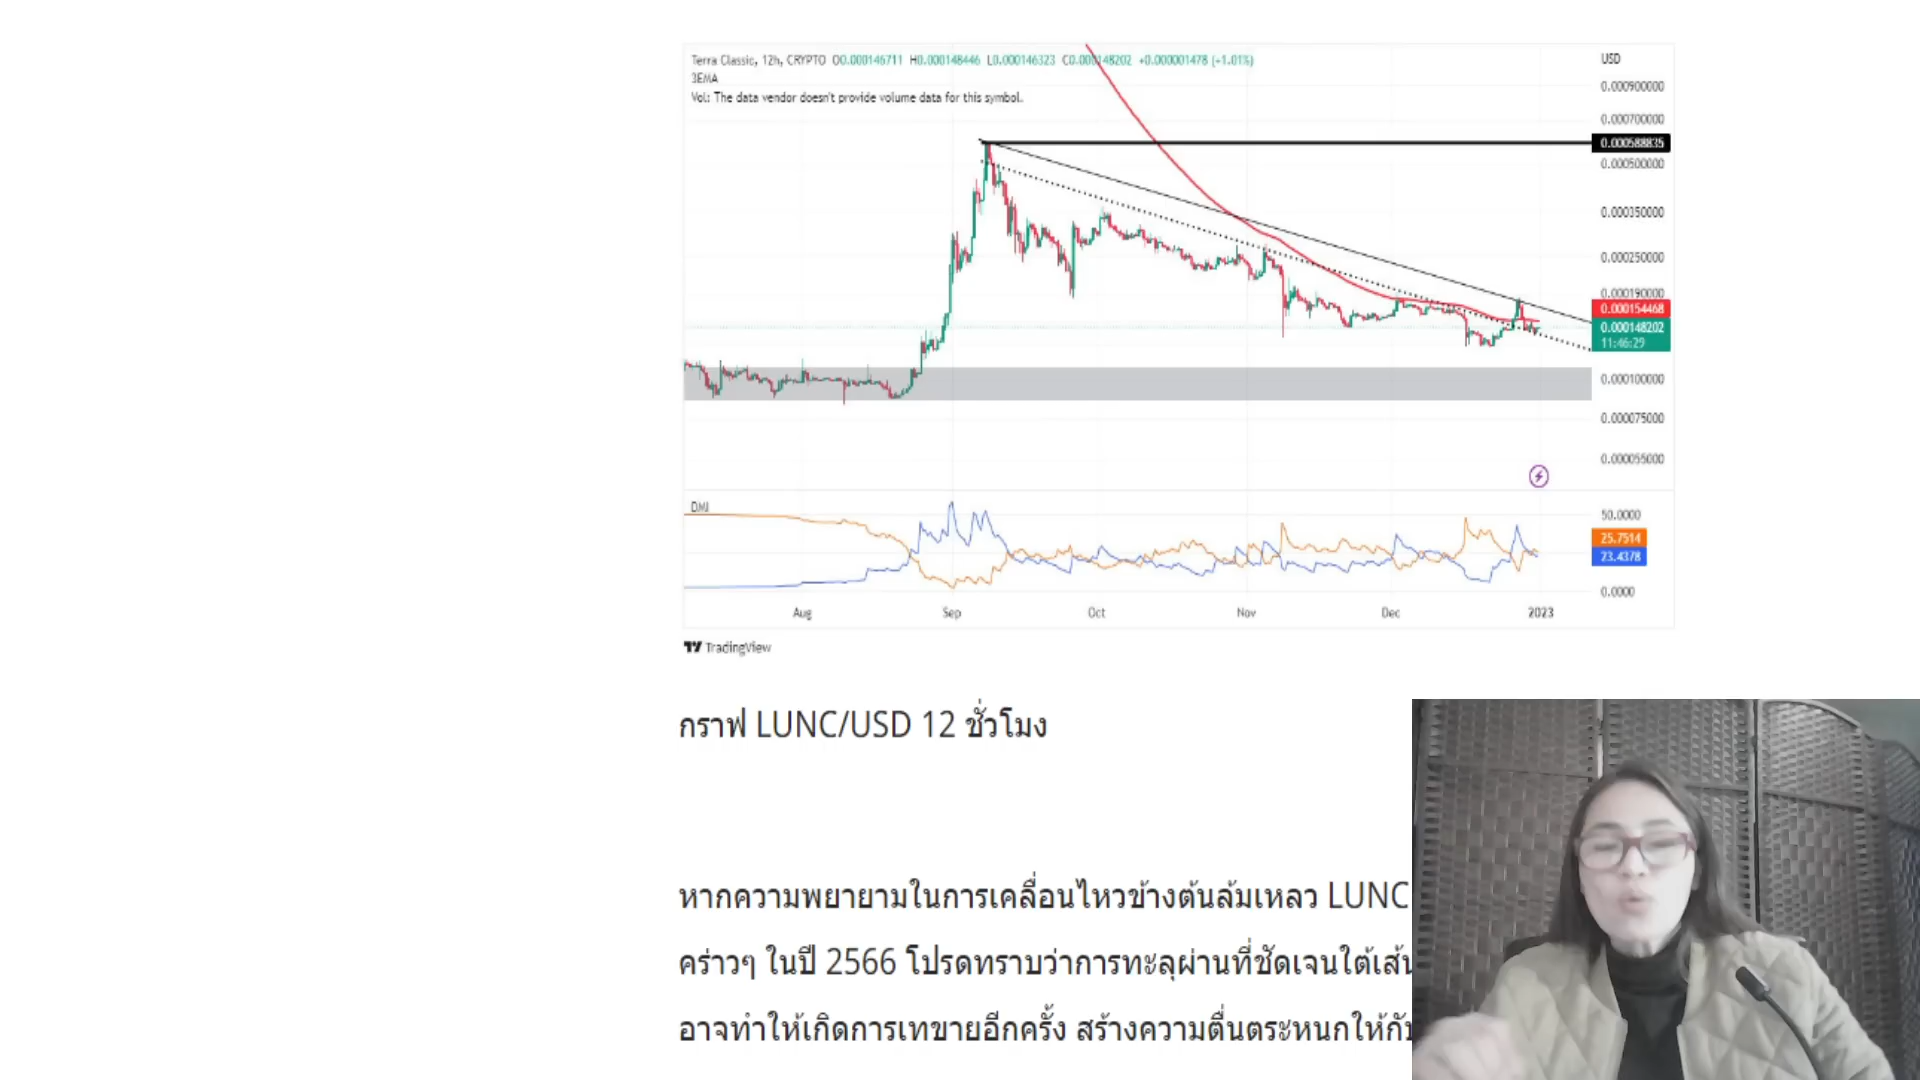 Terra Classic, 12h, CRYPTO O0.000146711 H0.000148446 L0.000146323 C0.000148202 +0.000001478 (+1.01%)
USD
3EMA
Vol: The data vendor doesn't provide volume data for this symbol.
0.000900000
0.000700000
0.000588835
0.000500000
0.000350000
0.000250000
0.000190000
0.000154468
0.000148202
11:46:29
0.000100000
0.000075000
0.000055000
DMI
50.0000
25.7514
23.4378
0.0000
Aug Sep Oct Nov Dec 2023
TradingView
กราฟ LUNC/USD 12 ชั่วโมง
หากความพยายามในการเคลื่อนไหวข้างต้นล้มเหลว LUNC
คร่าวๆ ในปี 2566 โปรดทราบว่าการทะลุผ่านที่ชัดเจนใต้เส้น
อาจทำให้เกิดการเทขายอีกครั้ง สร้างความตื่นตระหนกให้กับ